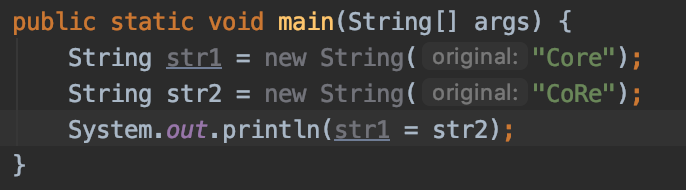 public static void main(String[] args) {
String str1 = new String( original: "Core");
String str2 = new String( original: "CoRe");
System.out.println(str1 = str2);
}